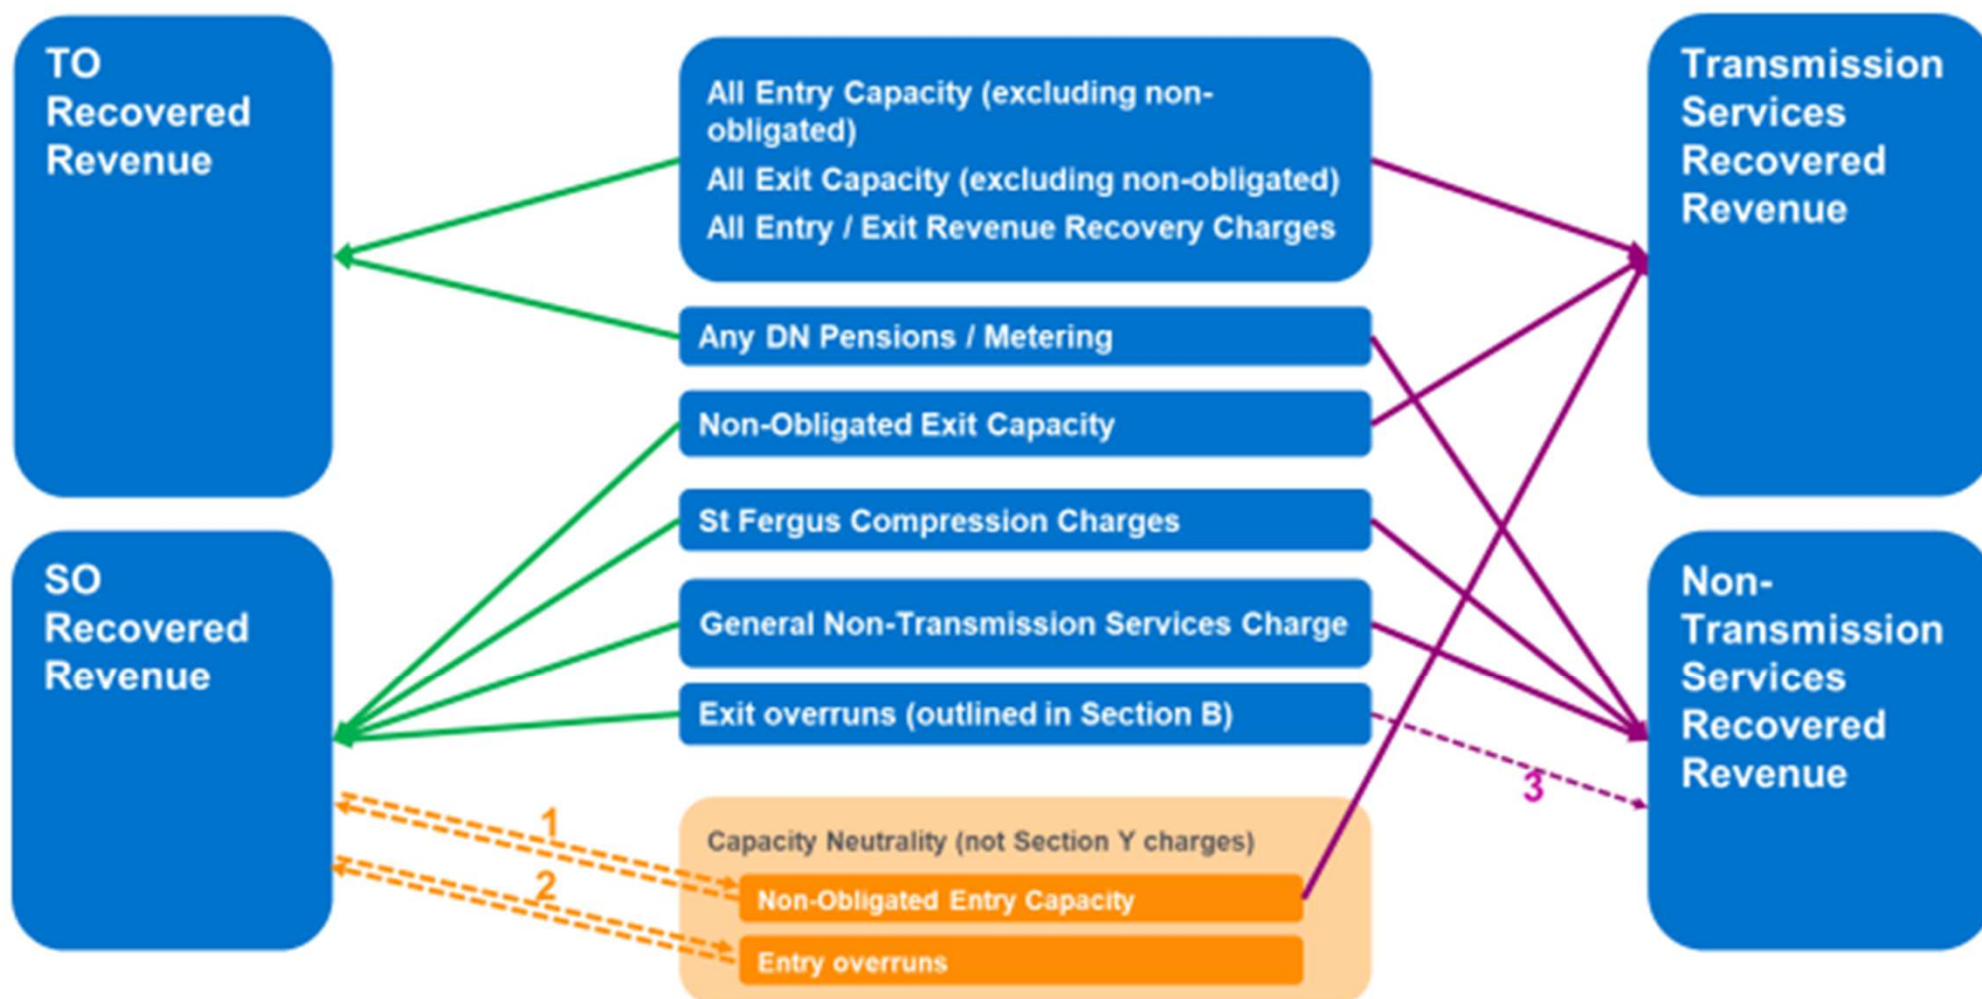 TO
Recovered
Revenue
All Entry Capacity (excluding non-
obligated)
All Exit Capacity (excluding non-obligated)
All Entry / Exit Revenue Recovery Charges
Transmission
Services
Recovered
Revenue
Any DN Pensions / Metering
Non-Obligated Exit Capacity
St Fergus Compression Charges
General Non-Transmission Services Charge
Exit overruns (outlined in Section B)
SO
Recovered
Revenue
Non-
Transmission
Services
Recovered
Revenue
1
2
3
Capacity Neutrality (not Section Y charges)
Non-Obligated Entry Capacity
Entry overruns